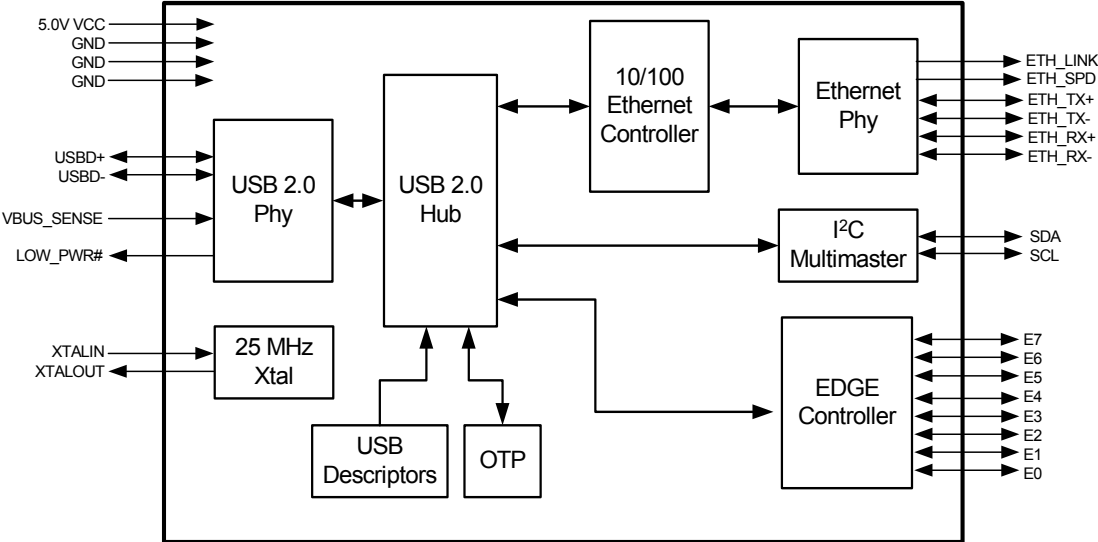 5.0V VCC
GND
GND
GND
USBD+
USBD-
VBUS_SENSE
LOW_PWR#
XTALIN
XTALOUT
USB 2.0
Phy
25 MHz
Xtal
USB 2.0
Hub
USB
Descriptors
OTP
10/100
Ethernet
Controller
Ethernet
Phy
I²C
Multimaster
EDGE
Controller
ETH_LINK
ETH_SPD
ETH_TX+
ETH_TX-
ETH_RX+
ETH_RX-
SDA
SCL
E7
E6
E5
E4
E3
E2
E1
E0